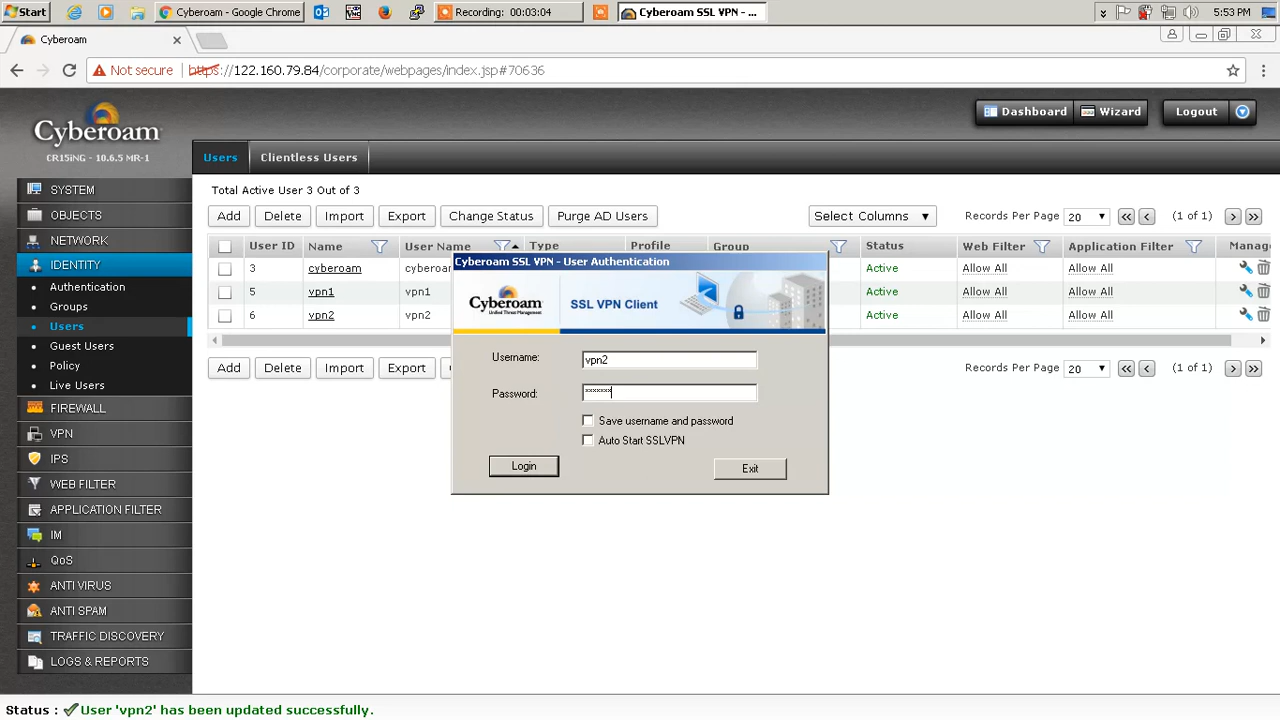 Start
Cyberoam - Google Chrome
Recording: 00:03:04
Cyberoam SSL VPN - ...
5:53 PM
Cyberoam
Not secure
https://122.160.79.84/corporate/webpages/index.jsp#70636
Cyberoam
CR15iNG - 10.6.5 MR-1
Dashboard
Wizard
Logout
Users
Clientless Users
SYSTEM
OBJECTS
NETWORK
IDENTITY
Authentication
Groups
Users
Guest Users
Policy
Live Users
FIREWALL
VPN
IPS
WEB FILTER
APPLICATION FILTER
IM
QoS
ANTI VIRUS
ANTI SPAM
TRAFFIC DISCOVERY
LOGS & REPORTS
Total Active User 3 Out of 3
Add Delete Import Export Change Status Purge AD Users Select Columns Records Per Page 20 (1 of 1)
User ID Name User Name Type Profile Group Status Web Filter Application Filter Manage
3 cyberoam cyberoam Active Allow All Allow All
5 vpn1 vpn1 Active Allow All Allow All
6 vpn2 vpn2 Active Allow All Allow All
Add Delete Import Export Records Per Page 20 (1 of 1)
Cyberoam SSL VPN - User Authentication
Cyberoam
Unified Threat Management
SSL VPN Client
Username: vpn2
Password: *******
Save username and password
Auto Start SSLVPN
Login Exit
Status : User 'vpn2' has been updated successfully.